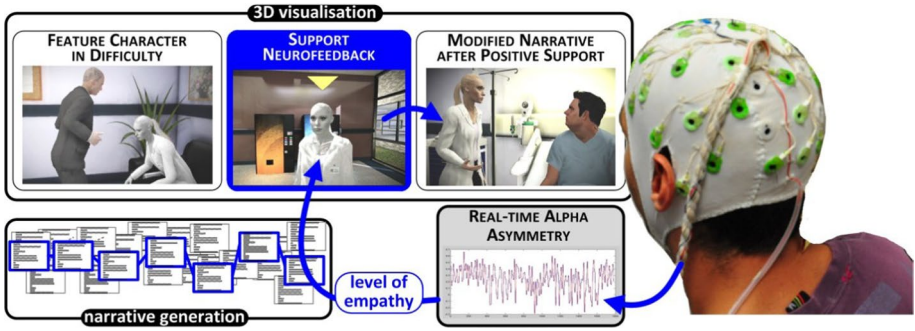 3D visualisation
FEATURE CHARACTER
IN DIFFICULTY
SUPPORT
NEUROFEEDBACK
MODIFIED NARRATIVE
AFTER POSITIVE SUPPORT
REAL-TIME ALPHA
ASYMMETRY
level of
empathy
narrative generation